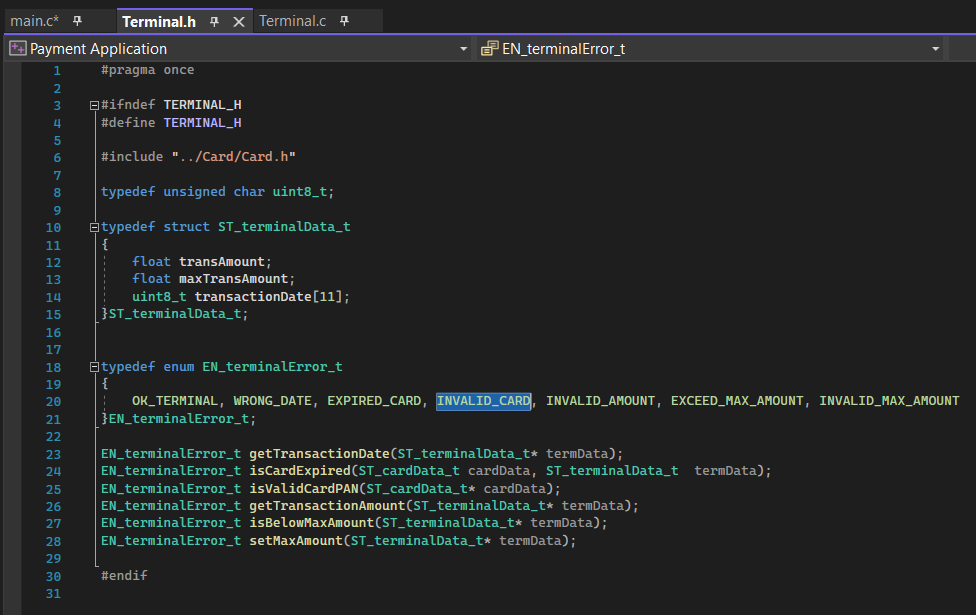 main.c*
Terminal.h
Terminal.c
Payment Application
EN_terminalError_t
1 #pragma once
2
3 #ifndef TERMINAL_H
4 #define TERMINAL_H
5
6 #include "../Card/Card.h"
7
8 typedef unsigned char uint8_t;
9
10 typedef struct ST_terminalData_t
11 {
12 float transAmount;
13 float maxTransAmount;
14 uint8_t transactionDate[11];
15 }ST_terminalData_t;
16
17
18 typedef enum EN_terminalError_t
19 {
20 OK_TERMINAL, WRONG_DATE, EXPIRED_CARD, INVALID_CARD, INVALID_AMOUNT, EXCEED_MAX_AMOUNT, INVALID_MAX_AMOUNT
21 }EN_terminalError_t;
22
23 EN_terminalError_t getTransactionDate(ST_terminalData_t* termData);
24 EN_terminalError_t isCardExpired(ST_cardData_t cardData, ST_terminalData_t  termData);
25 EN_terminalError_t isValidCardPAN(ST_cardData_t* cardData);
26 EN_terminalError_t getTransactionAmount(ST_terminalData_t* termData);
27 EN_terminalError_t isBelowMaxAmount(ST_terminalData_t* termData);
28 EN_terminalError_t setMaxAmount(ST_terminalData_t* termData);
29
30 #endif
31